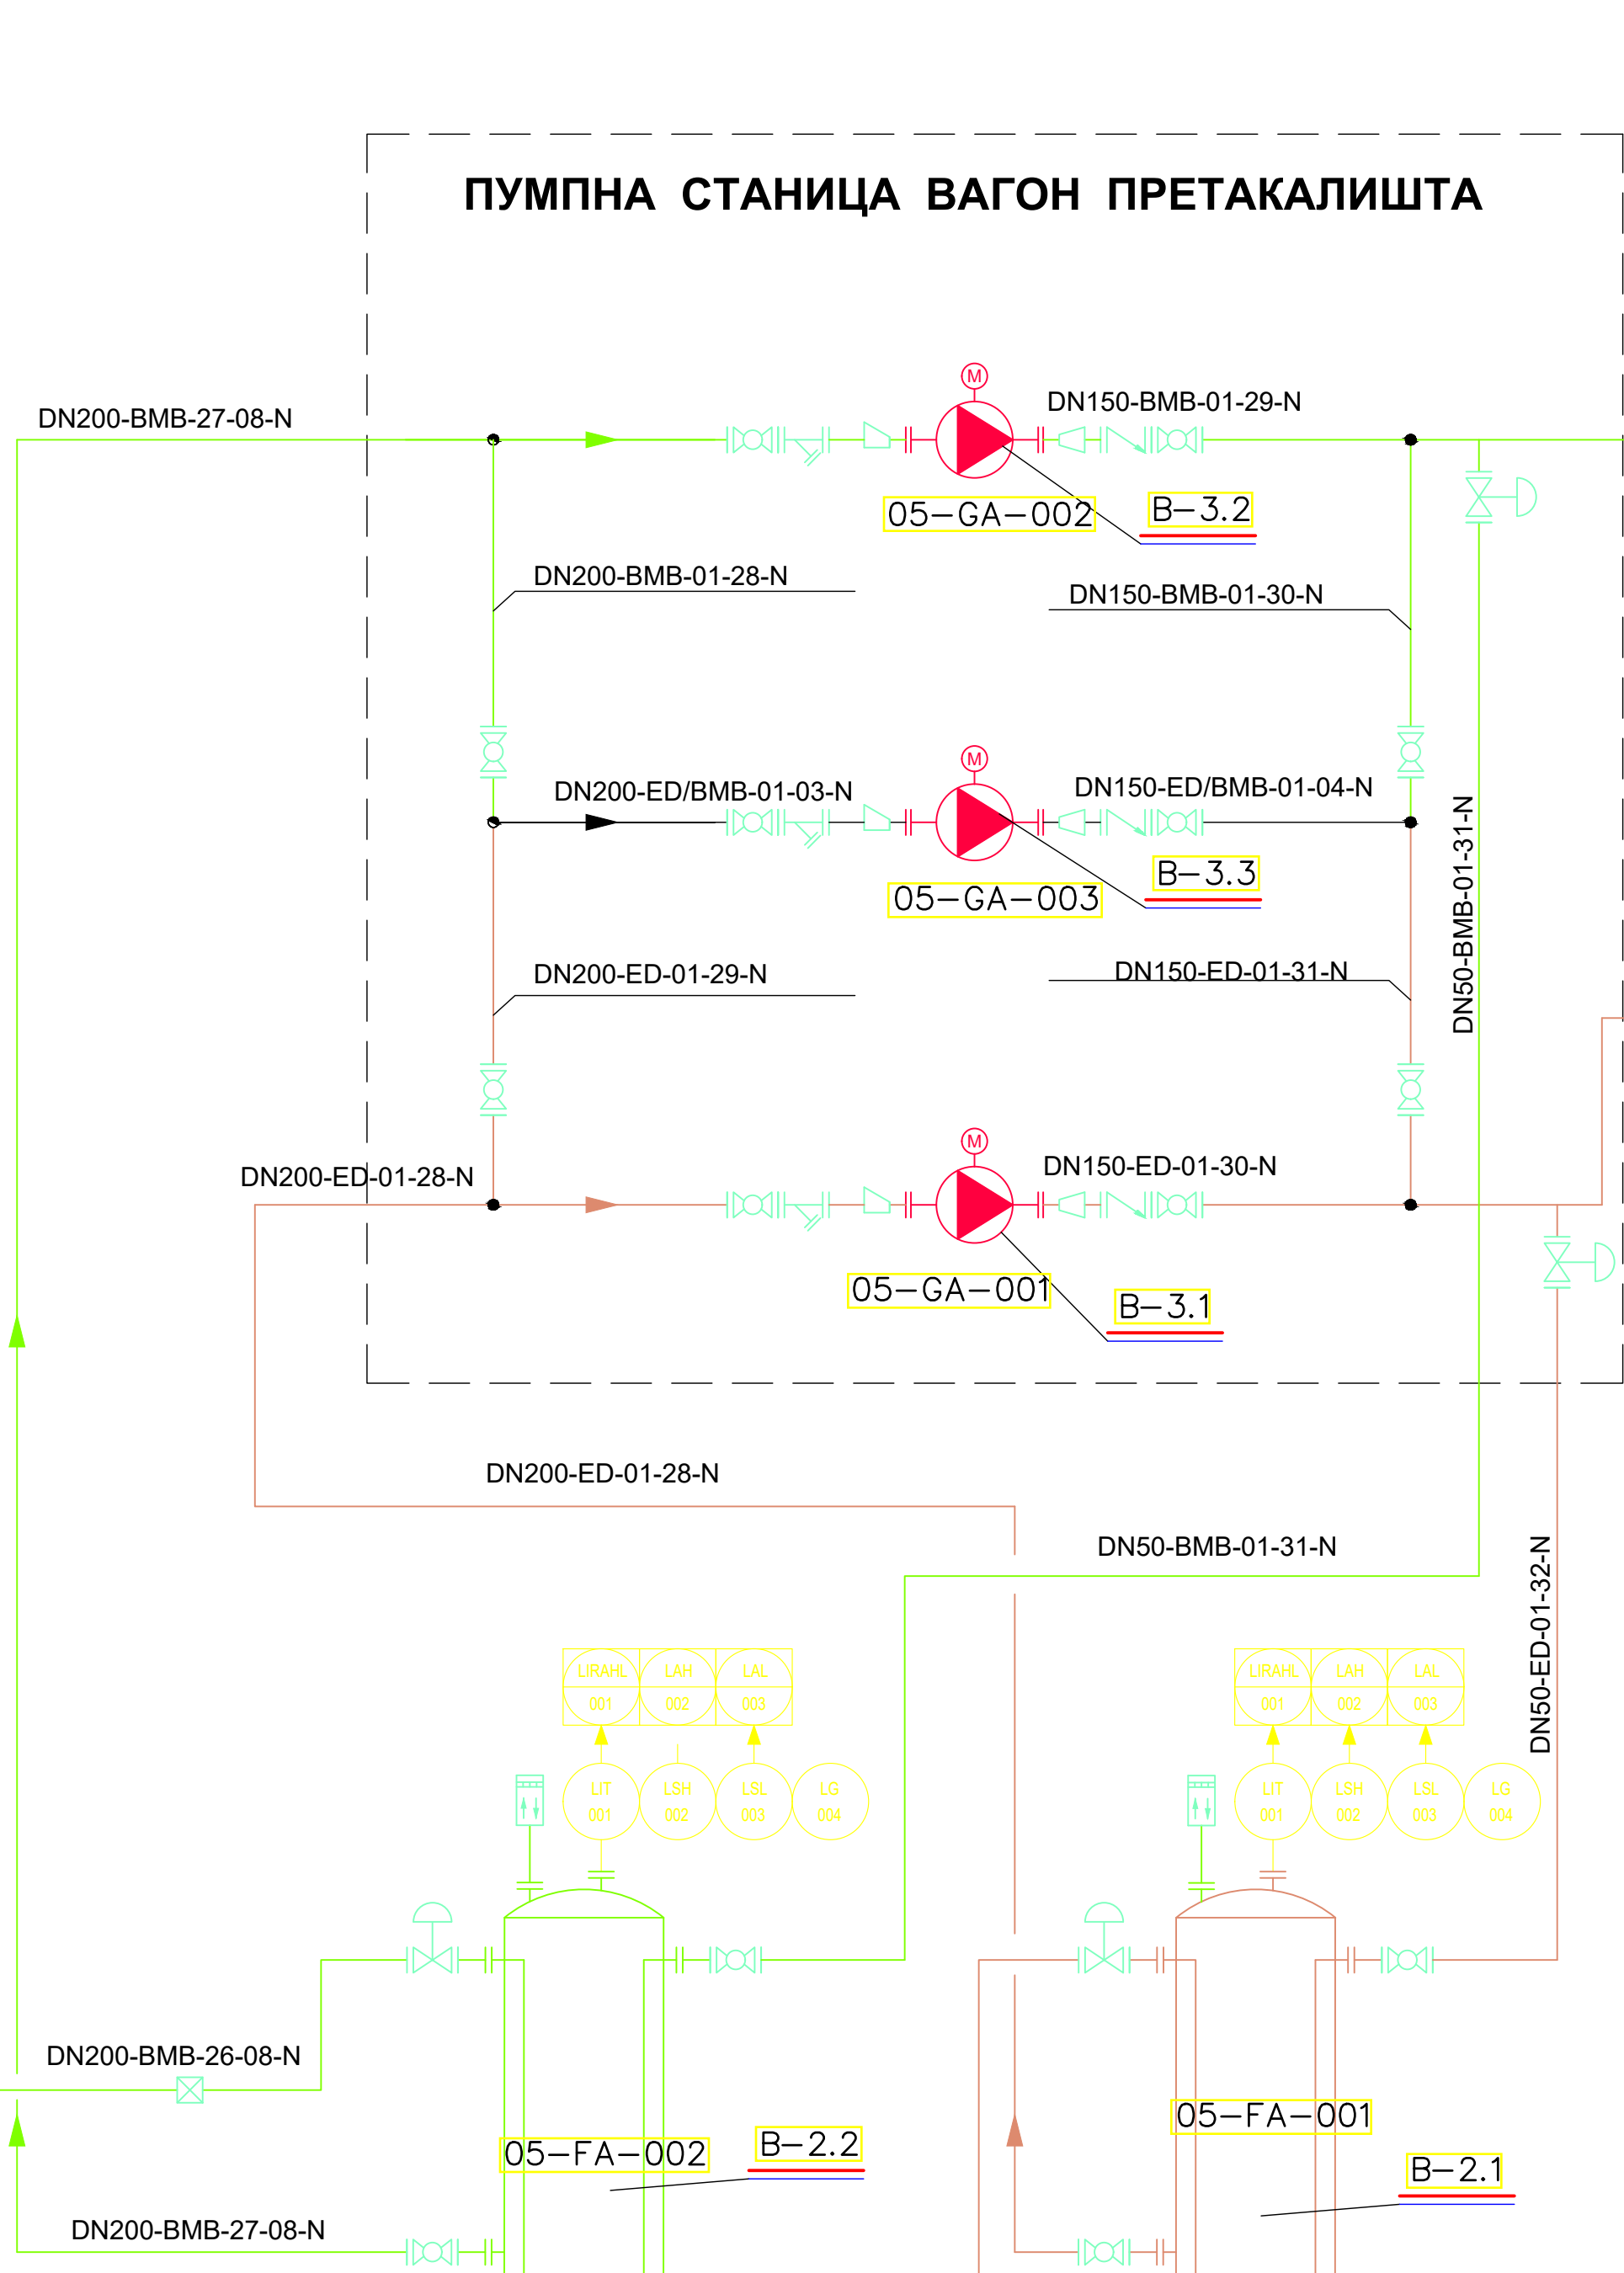 ПУМПНА СТАНИЦА ВАГОН ПРЕТАКАЛИШТА
M
DN200-BMB-27-08-N
DN150-BMB-01-29-N
05-GA-002
B-3.2
DN200-BMB-01-28-N
DN150-BMB-01-30-N
M
DN200-ED/BMB-01-03-N
DN150-ED/BMB-01-04-N
05-GA-003
B-3.3
DN50-BMB-01-31-N
DN200-ED-01-29-N
DN150-ED-01-31-N
M
DN200-ED-01-28-N
DN150-ED-01-30-N
05-GA-001
B-3.1
DN200-ED-01-28-N
DN50-BMB-01-31-N
DN50-ED-01-32-N
LIRAHL LAH LAL
001 002 003
LIT LSH LSL LG
001 002 003 004
LIRAHL LAH LAL
001 002 003
LIT LSH LSL LG
001 002 003 004
DN200-BMB-26-08-N
05-FA-002
B-2.2
05-FA-001
B-2.1
DN200-BMB-27-08-N